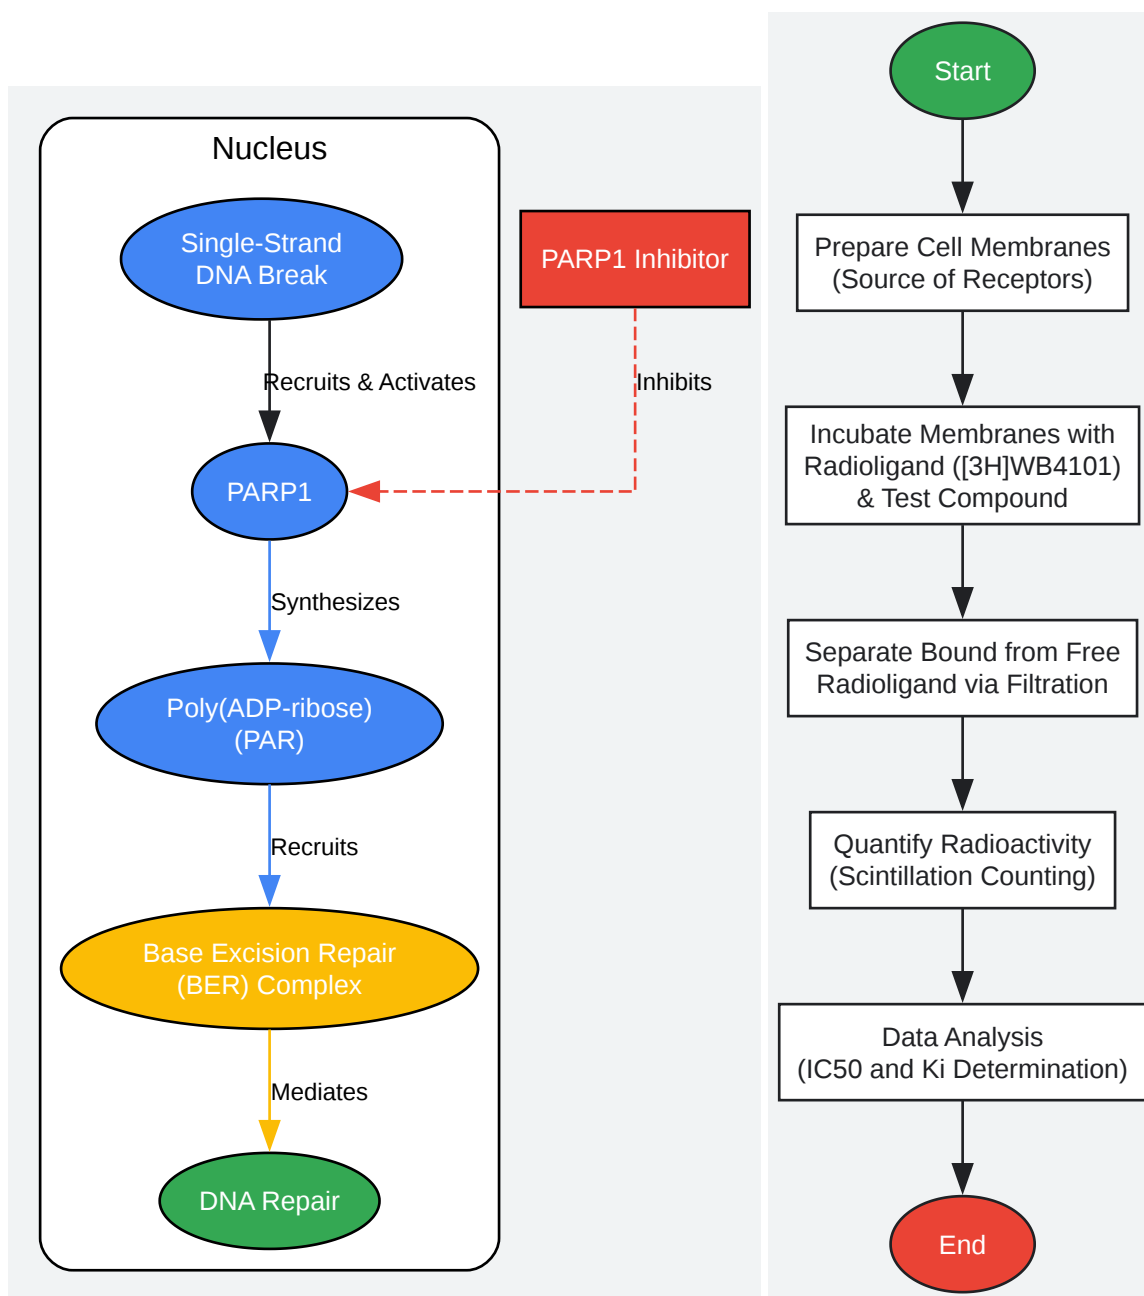 Nucleus
Single-Strand
DNA Break
PARP1 Inhibitor
Recruits & Activates
Inhibits
PARP1
Synthesizes
Poly(ADP-ribose)
(PAR)
Recruits
Base Excision Repair
(BER) Complex
Mediates
DNA Repair
Start
Prepare Cell Membranes
(Source of Receptors)
Incubate Membranes with
Radioligand ([3H]WB4101)
& Test Compound
Separate Bound from Free
Radioligand via Filtration
Quantify Radioactivity
(Scintillation Counting)
Data Analysis
(IC50 and Ki Determination)
End